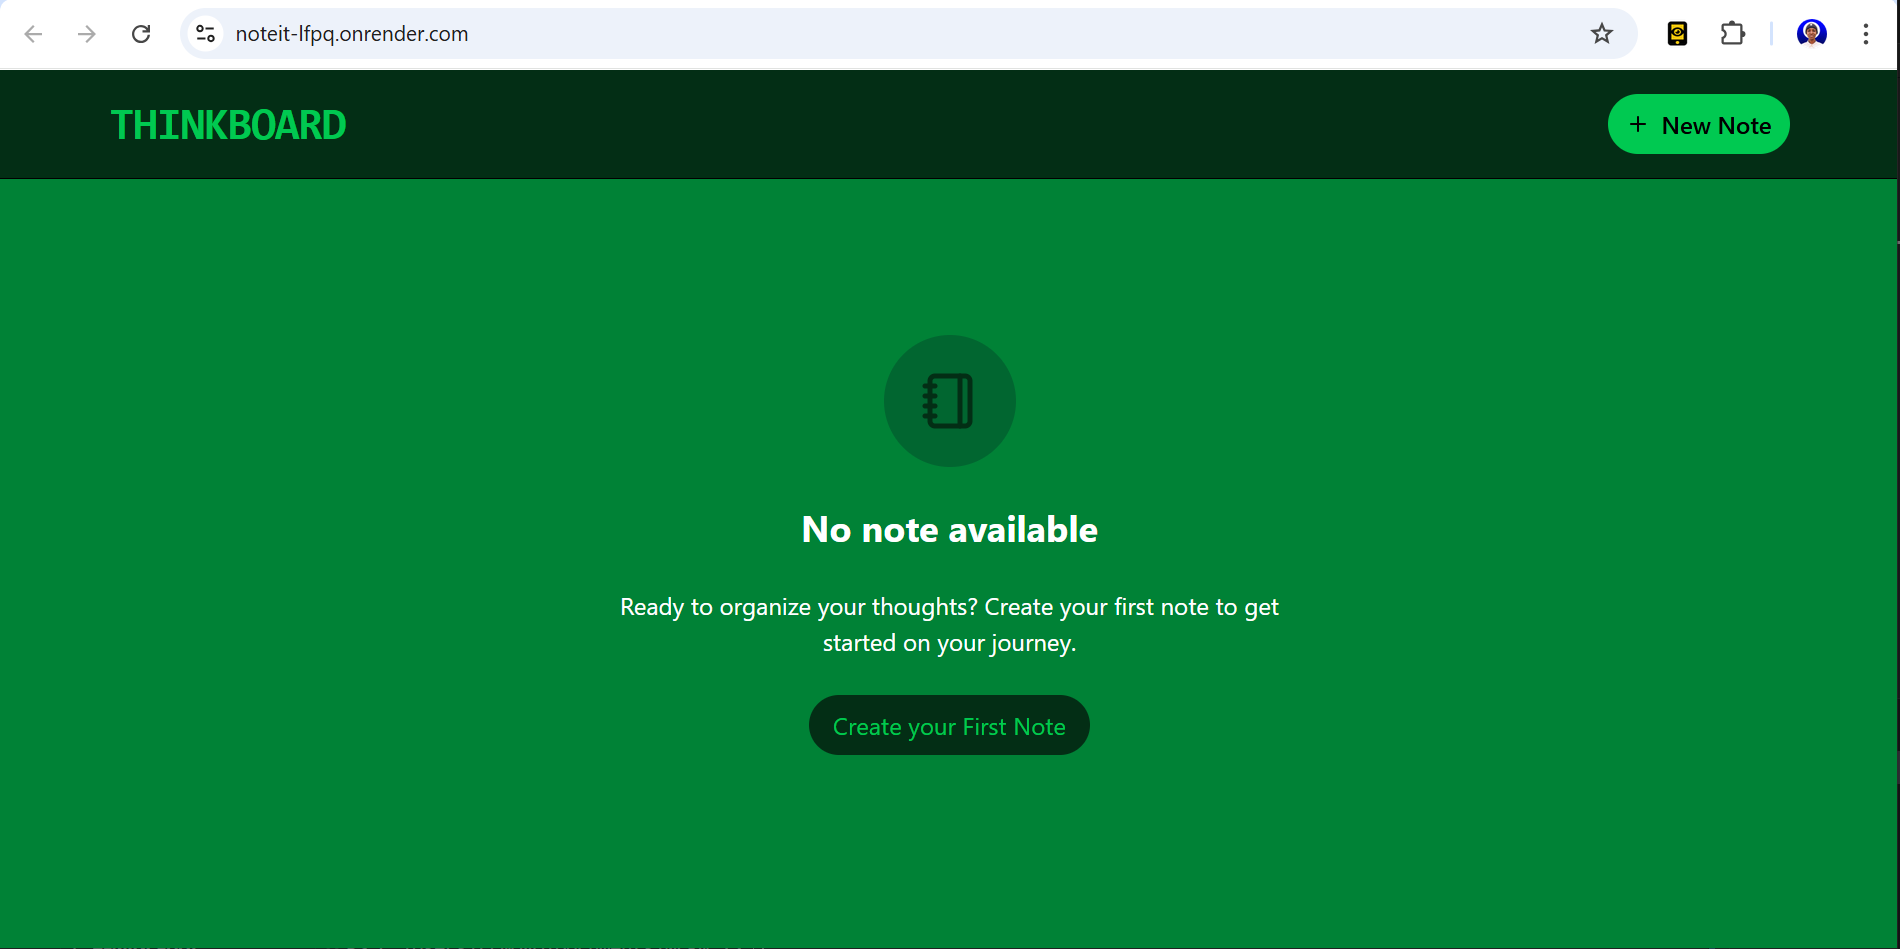 noteit-lfpq.onrender.com
THINKBOARD
+ New Note
No note available
Ready to organize your thoughts? Create your first note to get
started on your journey.
Create your First Note